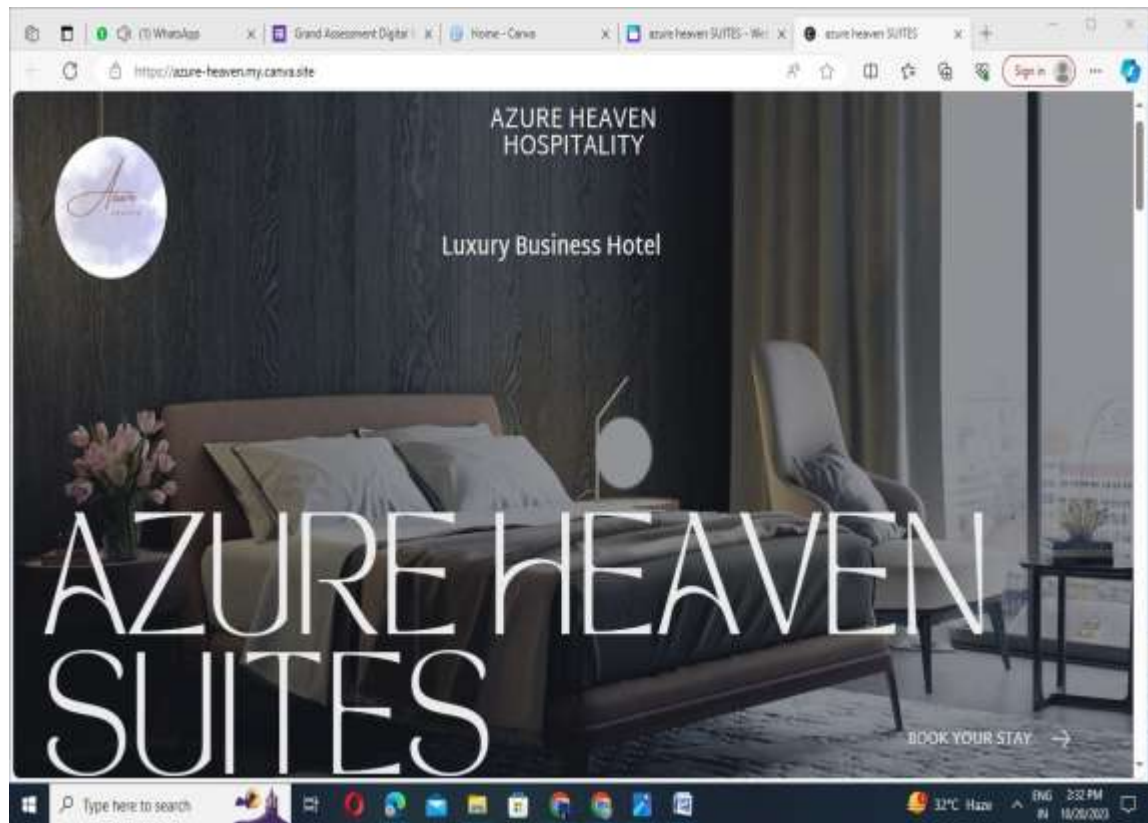 (1) WhatsApp
Grand Assessment Digital
Home - Canva
azure heaven SUITES - We
azure heaven SUITES
https://azure-heaven.my.canva.site
Sign in
AZURE HEAVEN
HOSPITALITY
Azure
Luxury Business Hotel
AZURE HEAVEN
SUITES
BOOK YOUR STAY
Type here to search
32°C Haze
ENG
IN
2:32 PM
10/20/2023